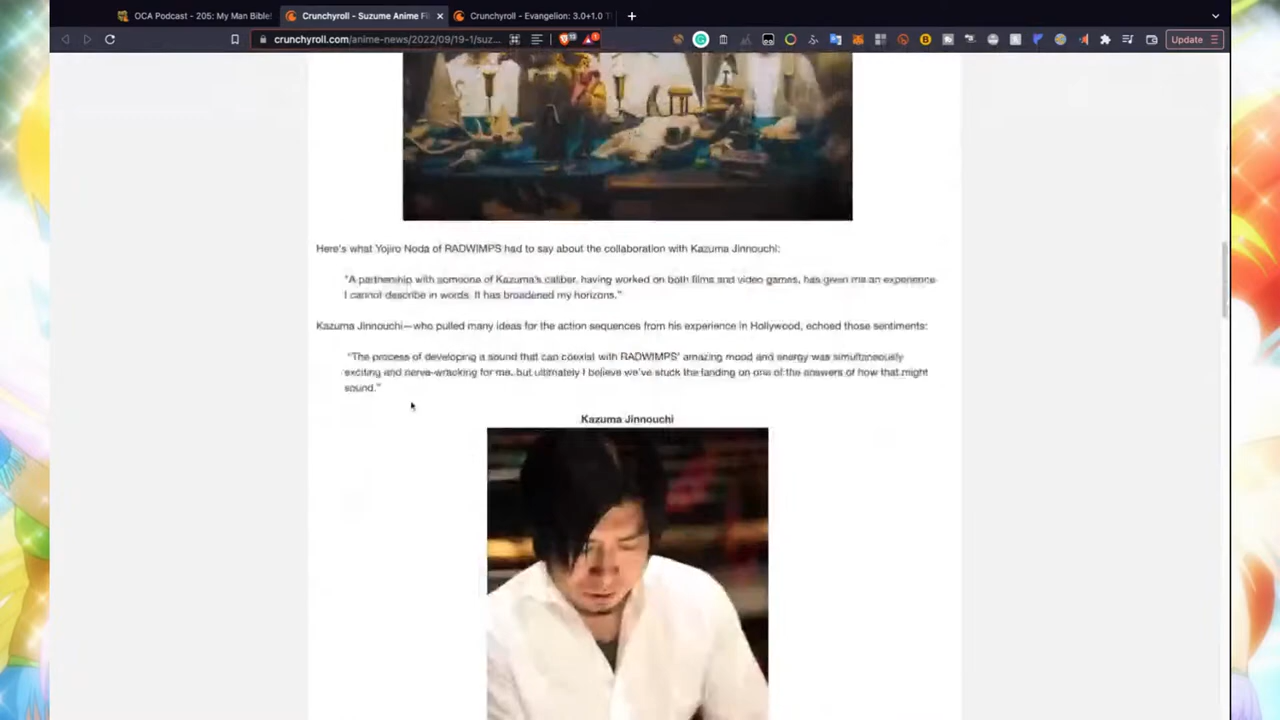 OCA Podcast - 205: My Man Bible!
Crunchyroll - Suzume Anime Fi
Crunchyroll - Evangelion: 3.0+1.0 T
crunchyroll.com/anime-news/2022/09/19-1/suz...
Update
Here's what Yojiro Noda of RADWIMPS had to say about the collaboration with Kazuma Jinnouchi:
"A partnership with someone of Kazuma's caliber, having worked on both films and video games, has given me an experience
I cannot describe in words. It has broadened my horizons."
Kazuma Jinnouchi—who pulled many ideas for the action sequences from his experience in Hollywood, echoed those sentiments:
"The process of developing a sound that can coexist with RADWIMPS' amazing mood and energy was simultaneously
exciting and nerve-wracking for me, but ultimately I believe we've stuck the landing on one of the answers of how that might
sound."
Kazuma Jinnouchi